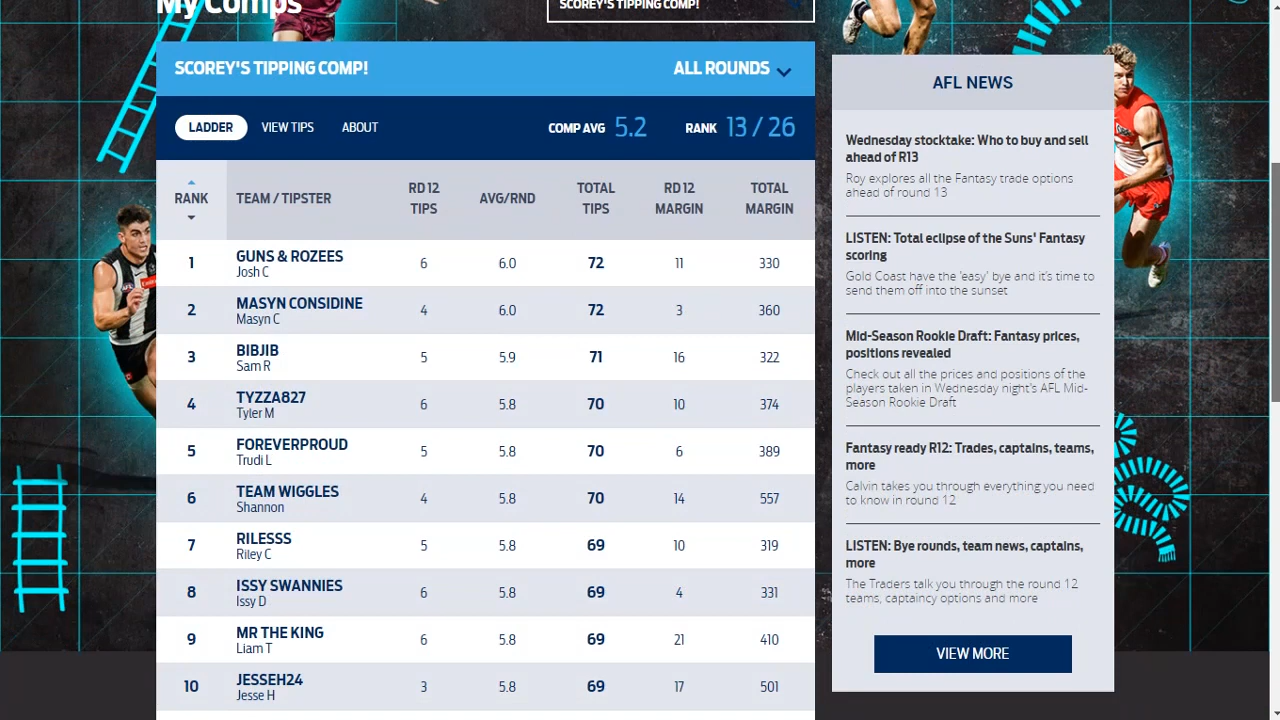 My Comps
SCOREY'S TIPPING COMP!
SCOREY'S TIPPING COMP!
ALL ROUNDS
LADDER
VIEW TIPS
ABOUT
COMP AVG 5.2
RANK 13 / 26
RANK
TEAM / TIPSTER
RD 12 TIPS
AVG/RND
TOTAL TIPS
RD 12 MARGIN
TOTAL MARGIN
1 GUNS & ROZEES 6 6.0 72 11 330
Josh C
2 MASYN CONSIDINE 4 6.0 72 3 360
Masyn C
3 BIBJIB 5 5.9 71 16 322
Sam R
4 TYZZA827 6 5.8 70 10 374
Tyler M
5 FOREVERPROUD 5 5.8 70 6 389
Trudi L
6 TEAM WIGGLES 4 5.8 70 14 557
Shannon
7 RILESSS 5 5.8 69 10 319
Riley C
8 ISSY SWANNIES 6 5.8 69 4 331
Issy D
9 MR THE KING 6 5.8 69 21 410
Liam T
10 JESSEH24 3 5.8 69 17 501
Jesse H
AFL NEWS
Wednesday stocktake: Who to buy and sell
ahead of R13
Roy explores all the Fantasy trade options
ahead of round 13
LISTEN: Total eclipse of the Suns' Fantasy
scoring
Gold Coast have the 'easy' bye and it's time to
send them off into the sunset
Mid-Season Rookie Draft: Fantasy prices,
positions revealed
Check out all the prices and positions of the
players taken in Wednesday night's AFL Mid-
Season Rookie Draft
Fantasy ready R12: Trades, captains, teams,
more
Calvin takes you through everything you need
to know in round 12
LISTEN: Bye rounds, team news, captains,
more
The Traders talk you through the round 12
teams, captaincy options and more
VIEW MORE